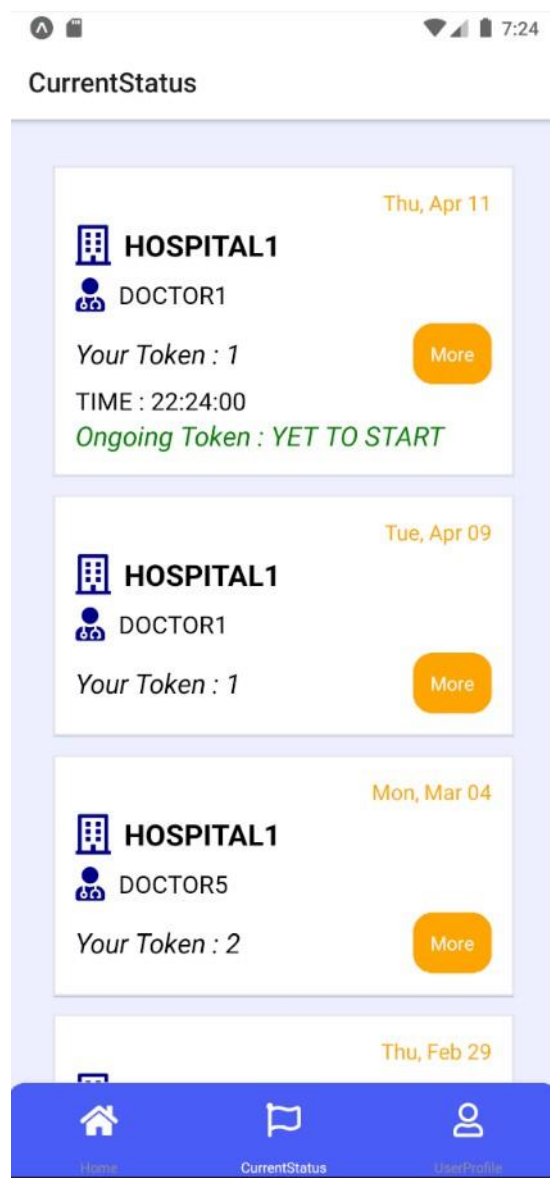 7:24
CurrentStatus
Thu, Apr 11
HOSPITAL1
DOCTOR1
Your Token : 1
More
TIME : 22:24:00
Ongoing Token : YET TO START
Tue, Apr 09
HOSPITAL1
DOCTOR1
Your Token : 1
More
Mon, Mar 04
HOSPITAL1
DOCTOR5
Your Token : 2
More
Thu, Feb 29
Home
CurrentStatus
UserProfile